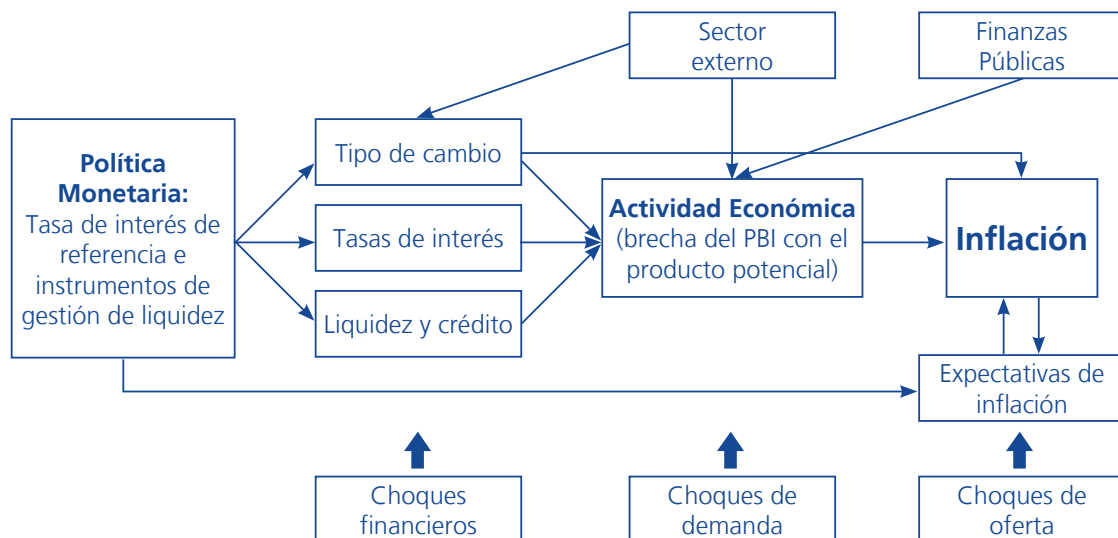 Sector
externo
Finanzas
Públicas
Política
Monetaria:
Tasa de interés de
referencia e
instrumentos de
gestión de liquidez
Tipo de cambio
Tasas de interés
Liquidez y crédito
Actividad Económica
(brecha del PBI con el
producto potencial)
Inflación
Expectativas de
inflación
Choques
financieros
Choques de
demanda
Choques de
oferta